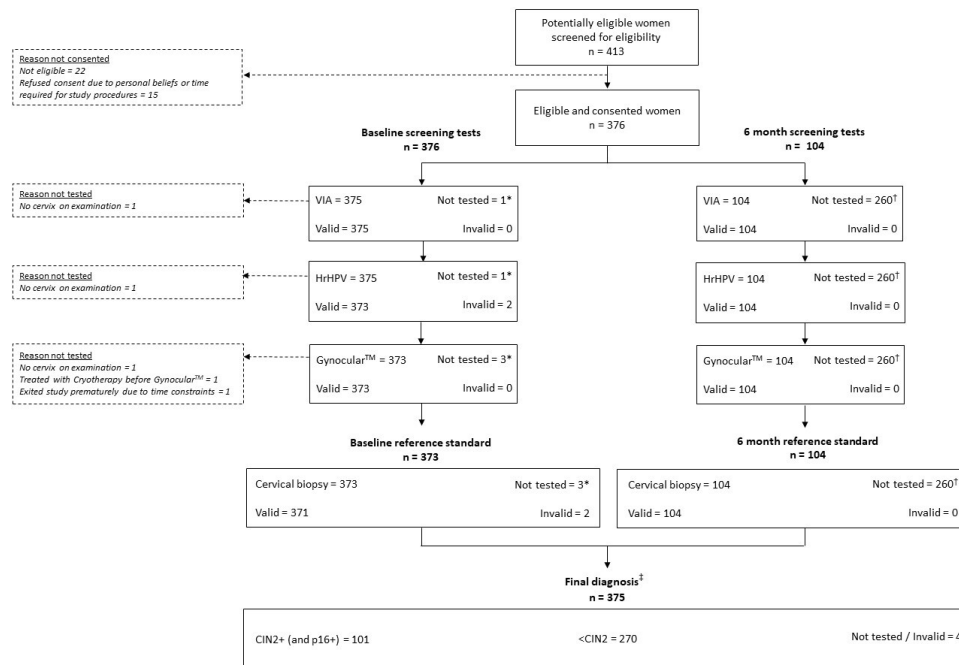 Potentially eligible women
screened for eligibility
n = 413
Reason not consented
Not eligible = 22
Refused consent due to personal beliefs or time
required for study procedures = 15
Eligible and consented women
n = 376
Baseline screening tests
n = 376
6 month screening tests
n = 104
Reason not tested
No cervix on examination = 1
VIA = 375 Not tested = 1*
Valid = 375 Invalid = 0
VIA = 104 Not tested = 260†
Valid = 104 Invalid = 0
Reason not tested
No cervix on examination = 1
HrHPV = 375 Not tested = 1*
Valid = 373 Invalid = 2
HrHPV = 104 Not tested = 260†
Valid = 104 Invalid = 0
Reason not tested
No cervix on examination = 1
Treated with Cryotherapy before Gynocular™ = 1
Exited study prematurely due to time constraints = 1
Gynocular™ = 373 Not tested = 3*
Valid = 373 Invalid = 0
Gynocular™ = 104 Not tested = 260†
Valid = 104 Invalid = 0
Baseline reference standard
n = 373
6 month reference standard
n = 104
Cervical biopsy = 373 Not tested = 3*
Valid = 371 Invalid = 2
Cervical biopsy = 104 Not tested = 260†
Valid = 104 Invalid = 0
Final diagnosis‡
n = 375
CIN2+ (and p16+) = 101 <CIN2 = 270 Not tested / Invalid = 4